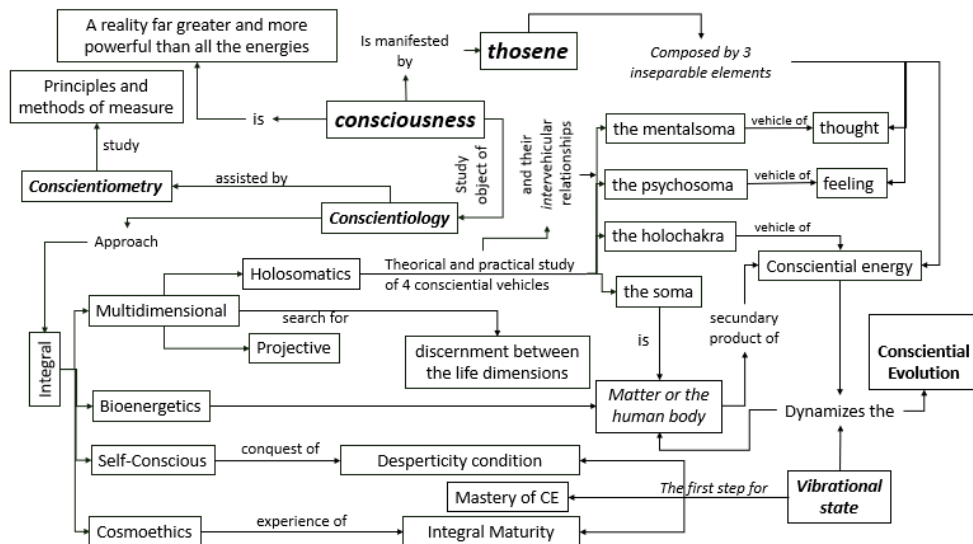 A reality far greater and more
powerful than all the energies
Is manifested
by
thosene
Composed by 3
inseparable elements
Principles and
methods of measure
is
consciousness
study
Study
object of
and their
intervehicular
relationships
the mentalsoma
vehicle of
thought
Conscientiometry
assisted by
the psychosoma
vehicle of
feeling
Conscientiology
Approach
the holochakra
vehicle of
Holosomatics
Theorical and practical study
of 4 consciential vehicles
Consciential energy
the soma
Multidimensional
search for
secundary
product of
Projective
is
discernment between
the life dimensions
Consciential
Evolution
Integral
Bioenergetics
Matter or the
human body
Dynamizes the
Self-Conscious
conquest of
Desperticity condition
Mastery of CE
The first step for
Vibrational
state
Cosmoethics
experience of
Integral Maturity